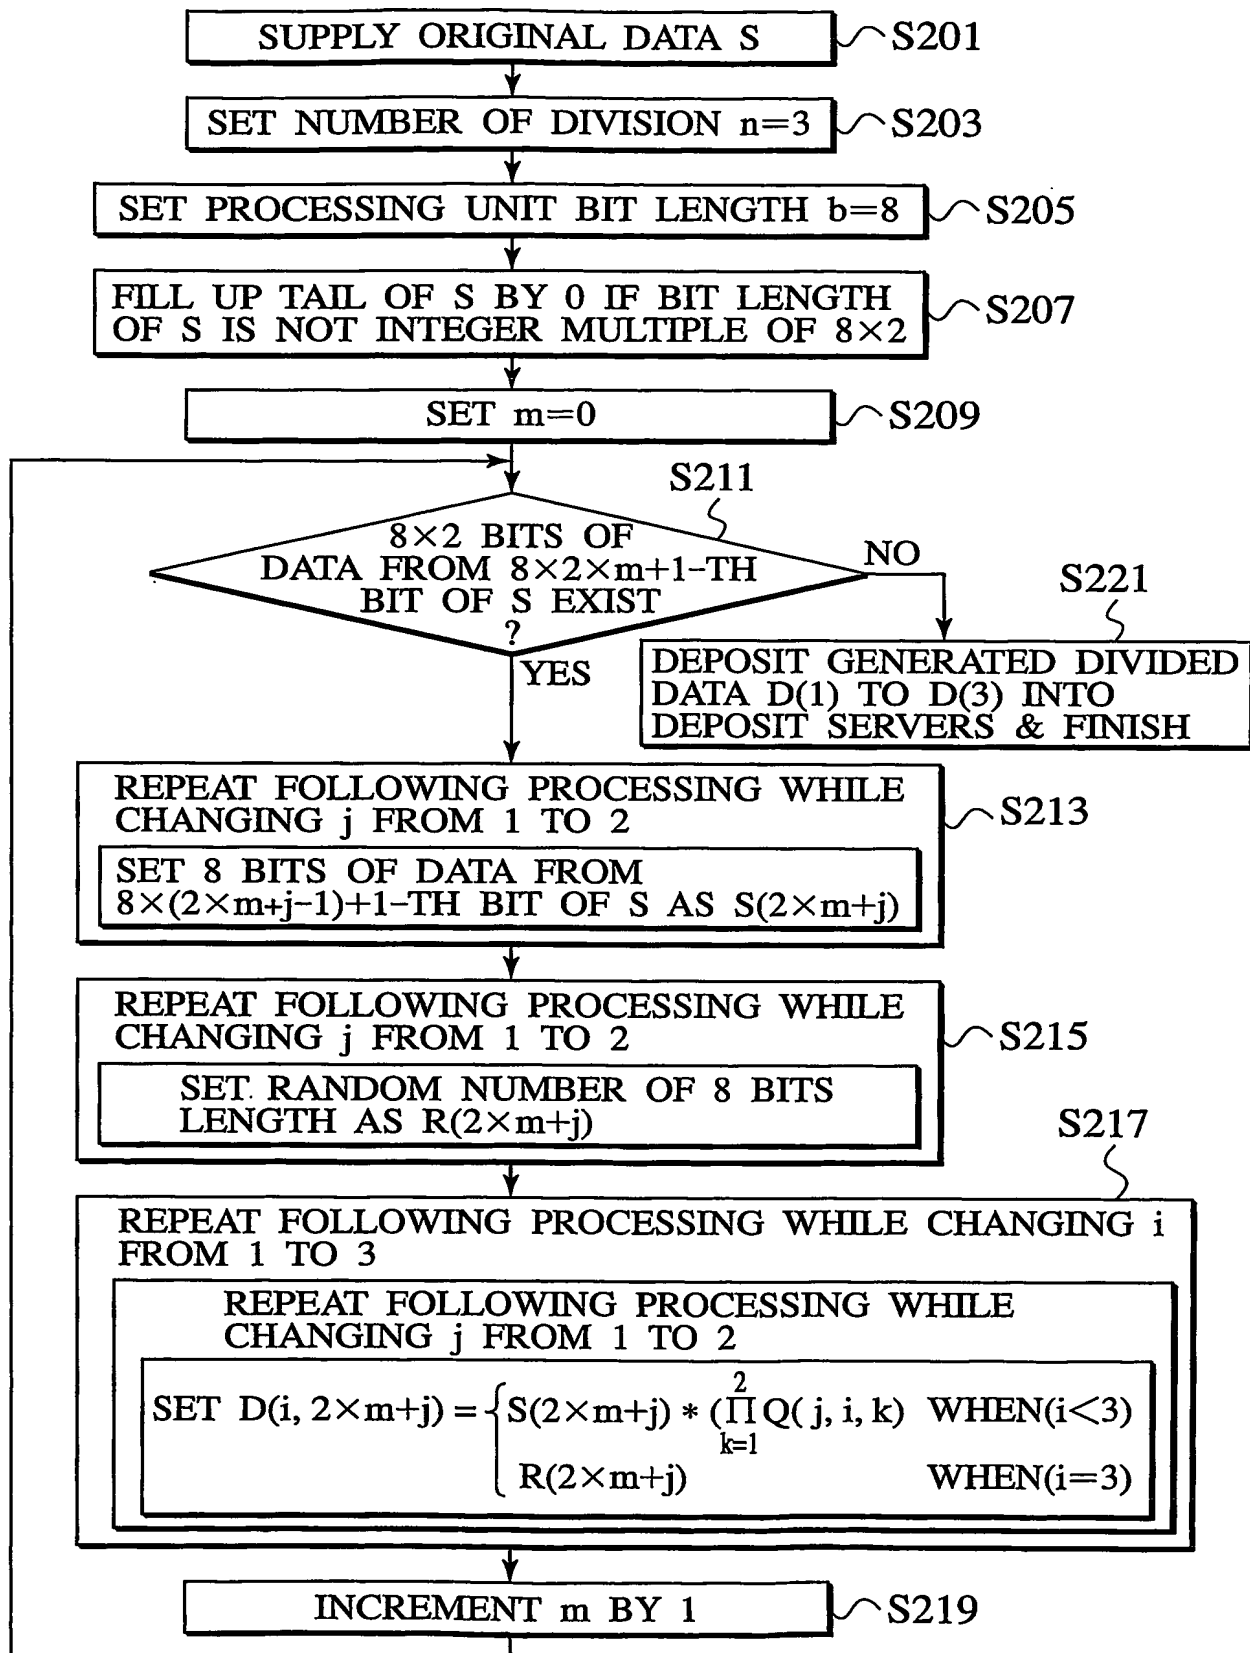 SUPPLY ORIGINAL DATA S
S201
SET NUMBER OF DIVISION n=3
S203
SET PROCESSING UNIT BIT LENGTH b=8
S205
FILL UP TAIL OF S BY 0 IF BIT LENGTH
OF S IS NOT INTEGER MULTIPLE OF 8×2
S207
SET m=0
S209
S211
8×2 BITS OF
DATA FROM 8×2×m+1-TH
BIT OF S EXIST
?
NO
YES
S221
DEPOSIT GENERATED DIVIDED
DATA D(1) TO D(3) INTO
DEPOSIT SERVERS & FINISH
REPEAT FOLLOWING PROCESSING WHILE
CHANGING j FROM 1 TO 2
S213
SET 8 BITS OF DATA FROM
8×(2×m+j-1)+1-TH BIT OF S AS S(2×m+j)
REPEAT FOLLOWING PROCESSING WHILE
CHANGING j FROM 1 TO 2
S215
SET. RANDOM NUMBER OF 8 BITS
LENGTH AS R(2×m+j)
S217
REPEAT FOLLOWING PROCESSING WHILE CHANGING i
FROM 1 TO 3
REPEAT FOLLOWING PROCESSING WHILE
CHANGING j FROM 1 TO 2
2
SET D(i, 2×m+j) = { S(2×m+j) * (Π Q(j, i, k) WHEN(i<3)
k=1
R(2×m+j) WHEN(i=3)
INCREMENT m BY 1
S219